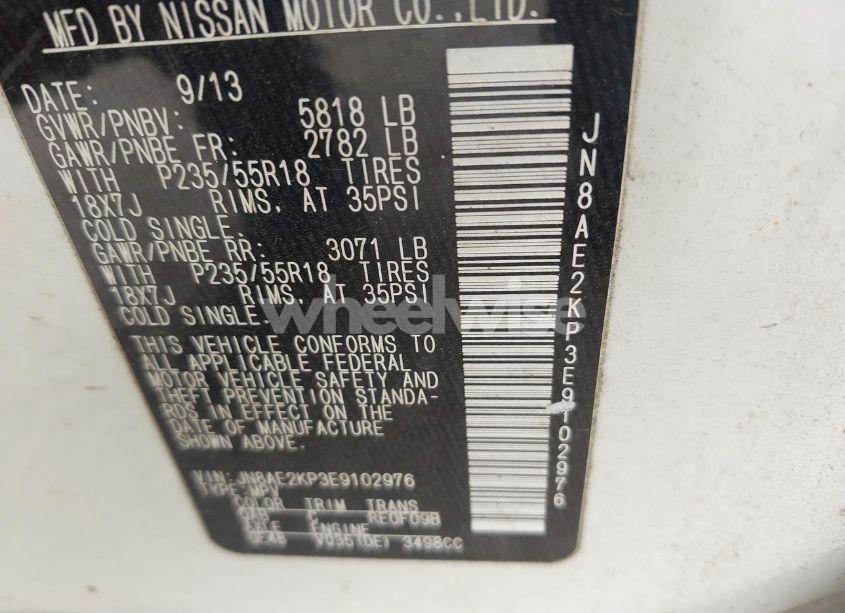 MFD BY NISSAN MOTOR CO.,LTD.
DATE: 9/13
GVWR/PNBV: 5818 LB
GAWR/PNBE FR: 2782 LB
WITH P235/55R18 TIRES
18X7J RIMS, AT 35PSI
COLD SINGLE.
GAWR/PNBE RR: 3071 LB
WITH P235/55R18 TIRES
18X7J RIMS, AT 35PSI
COLD SINGLE.
THIS VEHICLE CONFORMS TO
ALL APPLICABLE FEDERAL
MOTOR VEHICLE SAFETY AND
THEFT PREVENTION STANDA-
RDS IN EFFECT ON THE
DATE OF MANUFACTURE
SHOWN ABOVE.
VIN: JN8AE2KP3E9102976
TYPE: MPV
COLOR TRIM TRANS
C RE0F09B
AXLE ENGINE
VQ35(DE) 3498CC
JN8AE2KP3E9102976
wheelwise